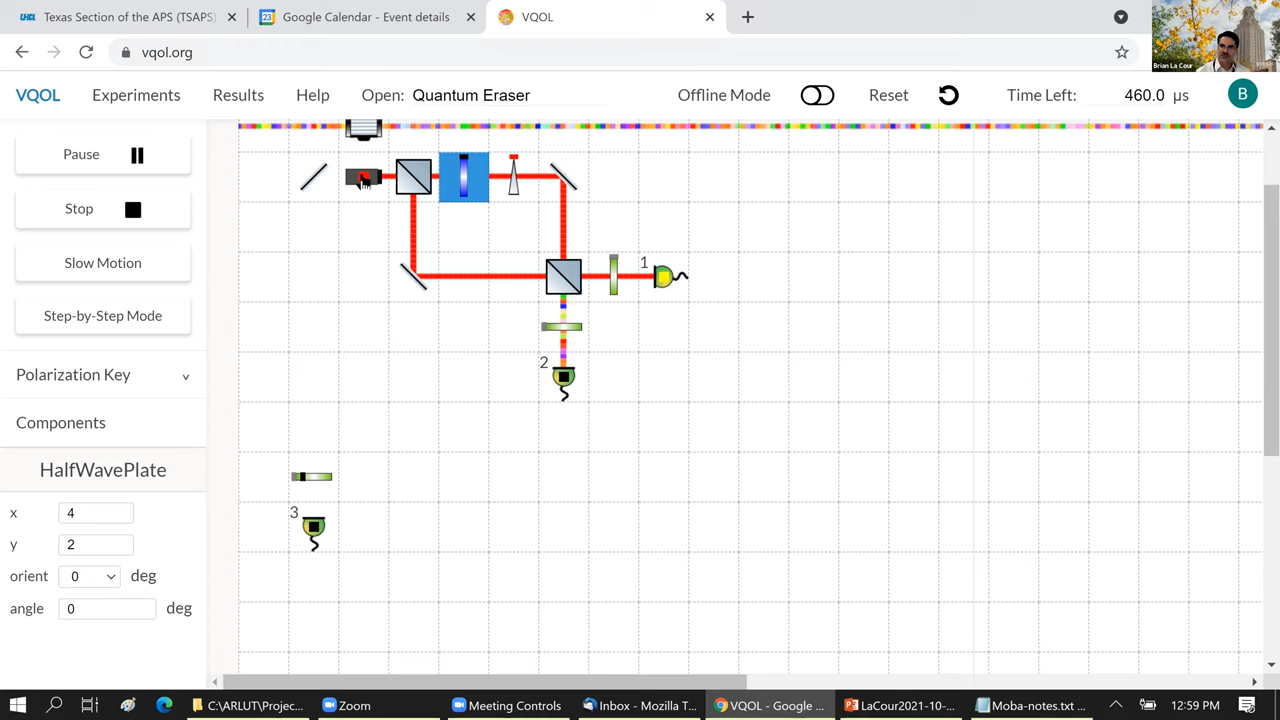 Texas Section of the APS (TSAPS)
Google Calendar - Event details
VQOL
vqol.org
Brian La Cour
VQOL
Experiments
Results
Help
Open: Quantum Eraser
Offline Mode
Reset
Time Left: 460.0 μs
B
Pause
Stop
Slow Motion
Step-by-Step Mode
Polarization Key
Components
HalfWavePlate
x 4
y 2
orient 0 deg
angle 0 deg
1
2
3
C:\ARLUT\Projec...
Zoom
Meeting Controls
Inbox - Mozilla T...
VQOL - Google ...
LaCour2021-10-...
Moba-notes.txt ...
12:59 PM